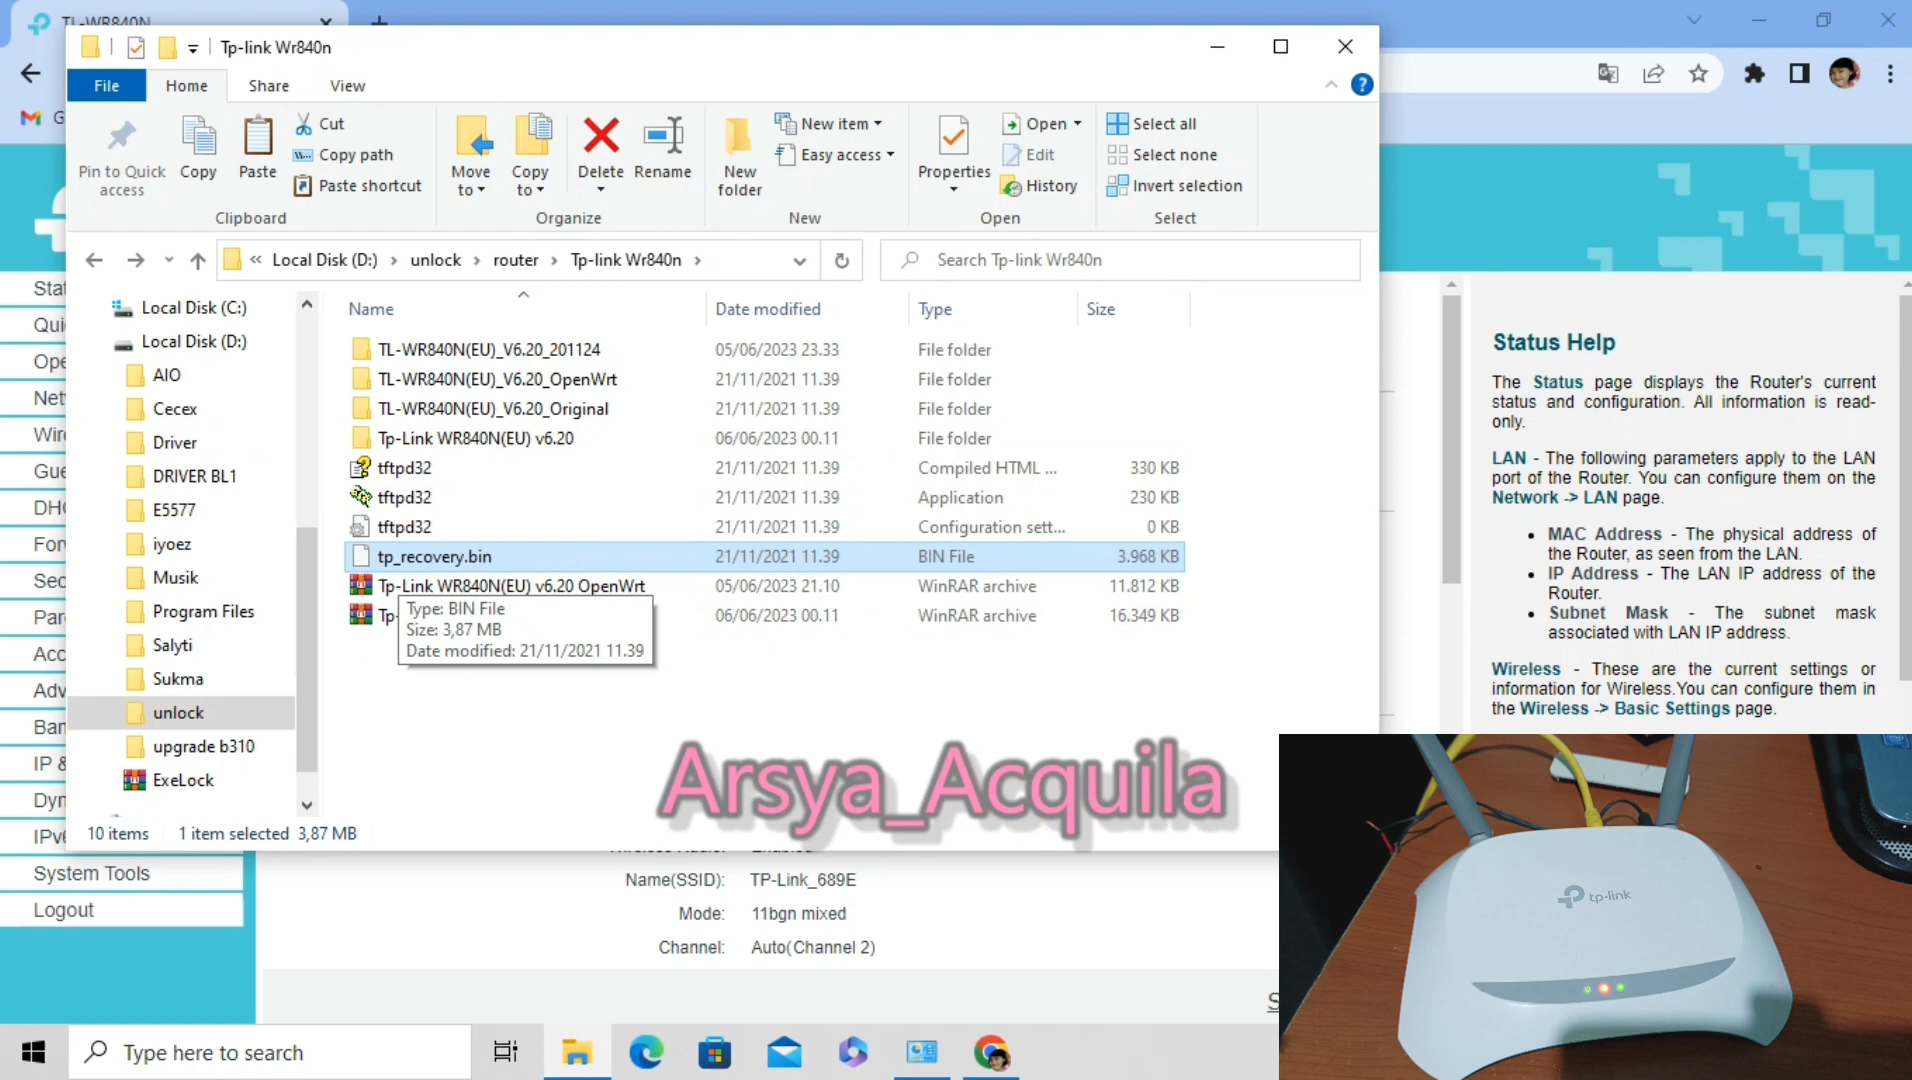 TL-WR840N
Tp-link Wr840n
File
Home
Share
View
Pin to Quick access
Copy
Paste
Cut
Copy path
Paste shortcut
Clipboard
Move to
Copy to
Delete
Rename
Organize
New folder
New item
Easy access
New
Properties
Open
Edit
History
Open
Select all
Select none
Invert selection
Select
« Local Disk (D:) › unlock › router › Tp-link Wr840n ›
Search Tp-link Wr840n
Local Disk (C:)
Local Disk (D:)
AIO
Cecex
Driver
DRIVER BL1
E5577
iyoez
Musik
Program Files
Salyti
Sukma
unlock
upgrade b310
ExeLock
Name Date modified Type Size
TL-WR840N(EU)_V6.20_201124 05/06/2023 23.33 File folder
TL-WR840N(EU)_V6.20_OpenWrt 21/11/2021 11.39 File folder
TL-WR840N(EU)_V6.20_Original 21/11/2021 11.39 File folder
Tp-Link WR840N(EU) v6.20 06/06/2023 00.11 File folder
tftpd32 21/11/2021 11.39 Compiled HTML ... 330 KB
tftpd32 21/11/2021 11.39 Application 230 KB
tftpd32 21/11/2021 11.39 Configuration sett... 0 KB
tp_recovery.bin 21/11/2021 11.39 BIN File 3.968 KB
Tp-Link WR840N(EU) v6.20 OpenWrt 05/06/2023 21.10 WinRAR archive 11.812 KB
Tp- 06/06/2023 00.11 WinRAR archive 16.349 KB
Type: BIN File
Size: 3,87 MB
Date modified: 21/11/2021 11.39
10 items 1 item selected 3,87 MB
Arsya_Acquila
System Tools
Logout
Name(SSID): TP-Link_689E
Mode: 11bgn mixed
Channel: Auto(Channel 2)
Status Help
The Status page displays the Router's current
status and configuration. All information is read-
only.
LAN - The following parameters apply to the LAN
port of the Router. You can configure them on the
Network -> LAN page.
• MAC Address - The physical address of
the Router, as seen from the LAN.
• IP Address - The LAN IP address of the
Router.
• Subnet Mask - The subnet mask
associated with LAN IP address.
Wireless - These are the current settings or
information for Wireless.You can configure them in
the Wireless -> Basic Settings page.
tp-link
Type here to search